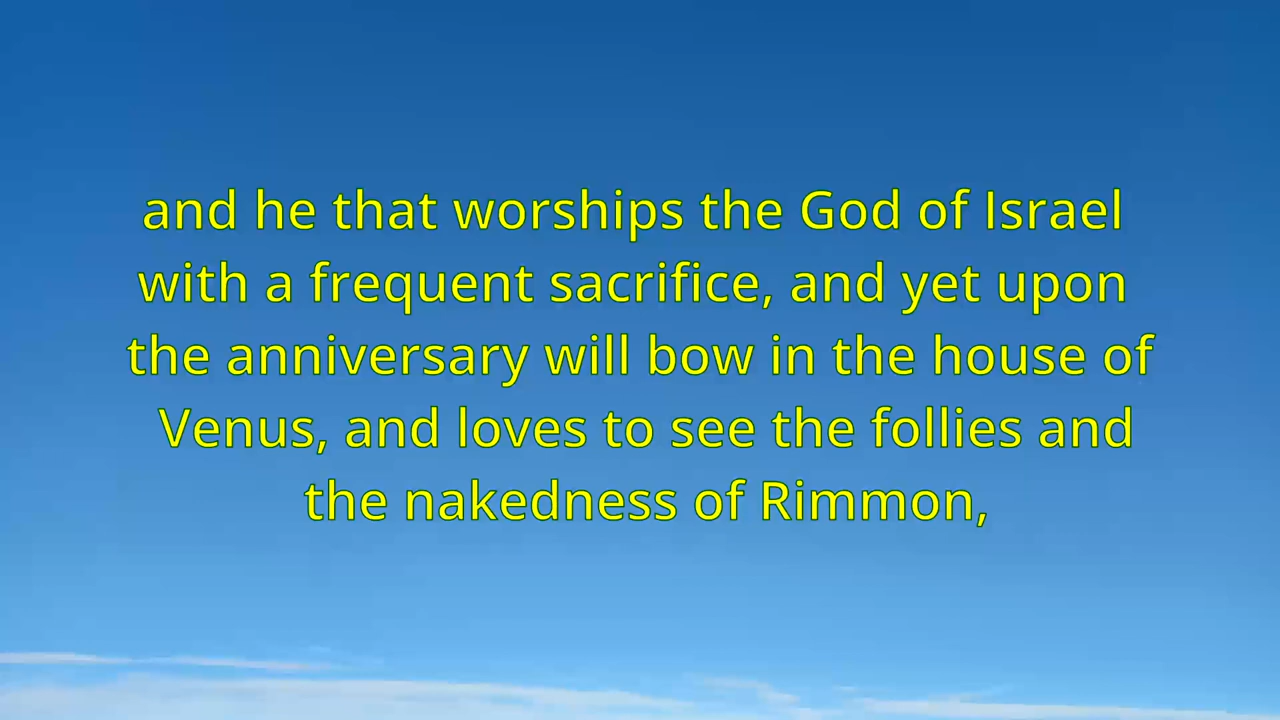 and he that worships the God of Israel
with a frequent sacrifice, and yet upon
the anniversary will bow in the house of
Venus, and loves to see the follies and
the nakedness of Rimmon,